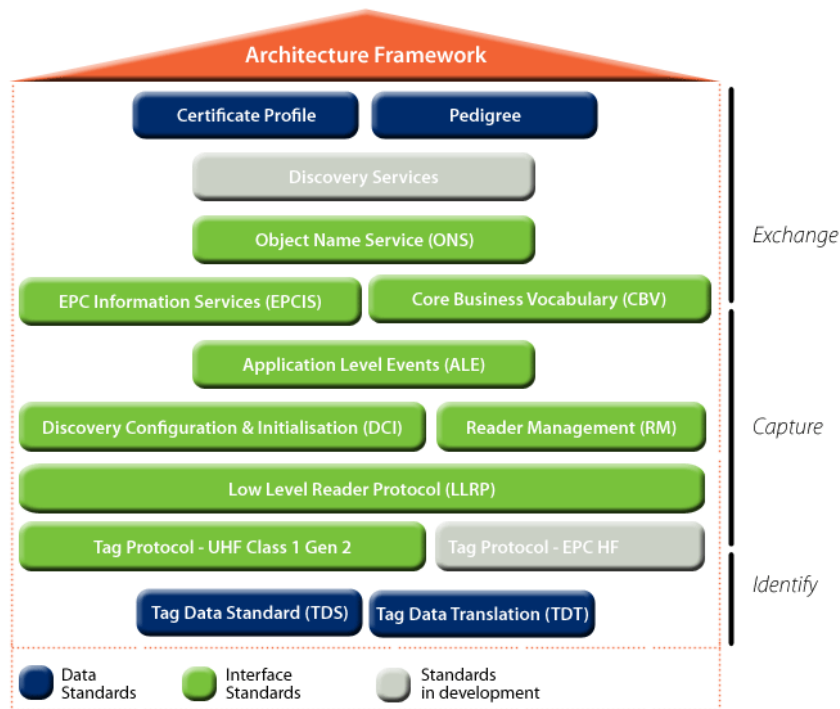 Architecture Framework
Certificate Profile
Pedigree
Discovery Services
Object Name Service (ONS)
Exchange
EPC Information Services (EPCIS)
Core Business Vocabulary (CBV)
Application Level Events (ALE)
Discovery Configuration & Initialisation (DCI)
Reader Management (RM)
Capture
Low Level Reader Protocol (LLRP)
Tag Protocol - UHF Class 1 Gen 2
Tag Protocol - EPC HF
Identify
Tag Data Standard (TDS)
Tag Data Translation (TDT)
Data
Standards
Interface
Standards
Standards
in development